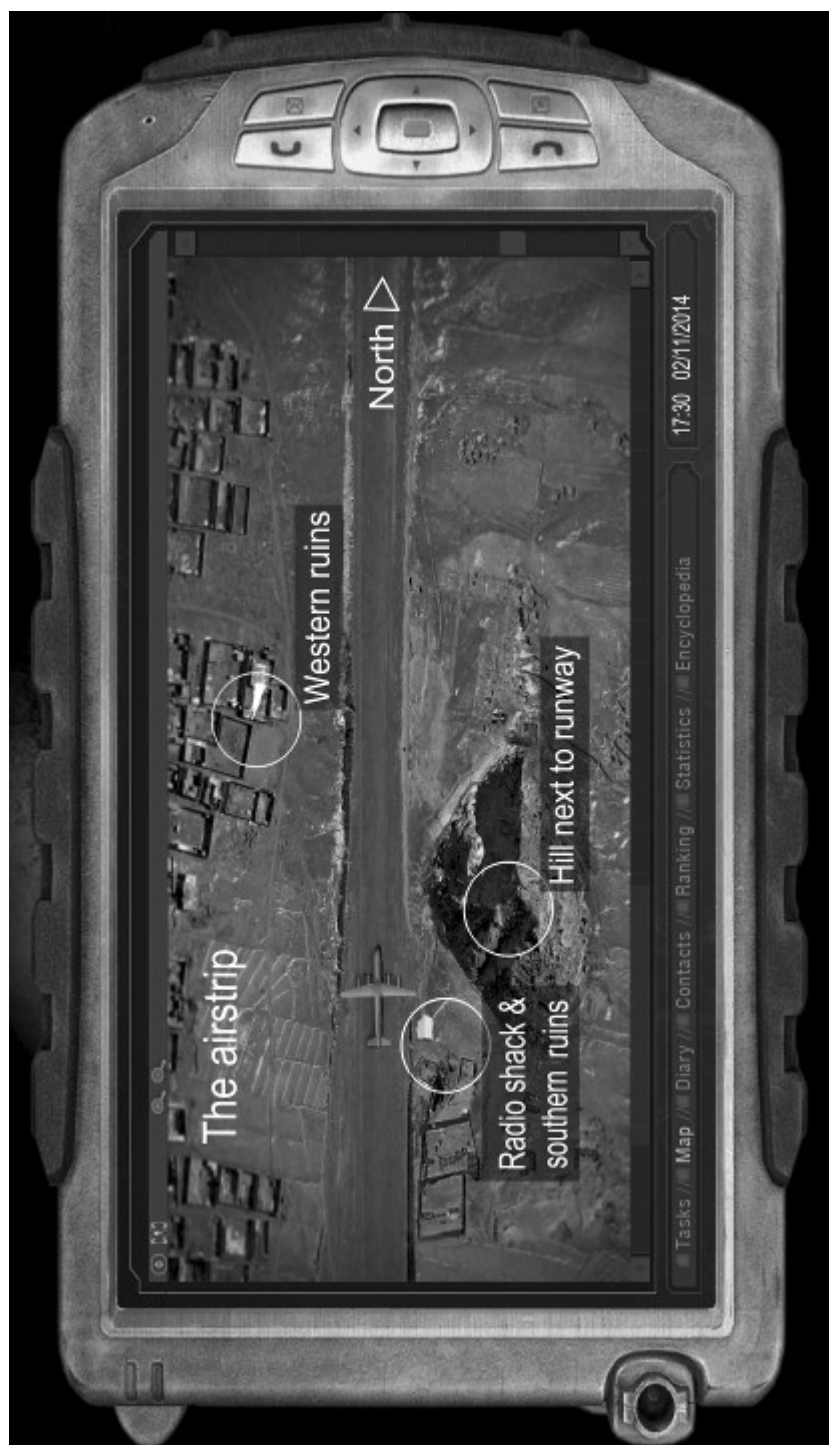 The airstrip
Western ruins
North
Radio shack &
southern ruins
Hill next to runway
Tasks // Map // Diary // Contacts // Ranking // Statistics // Encyclopedia
17:30 02/11/2014